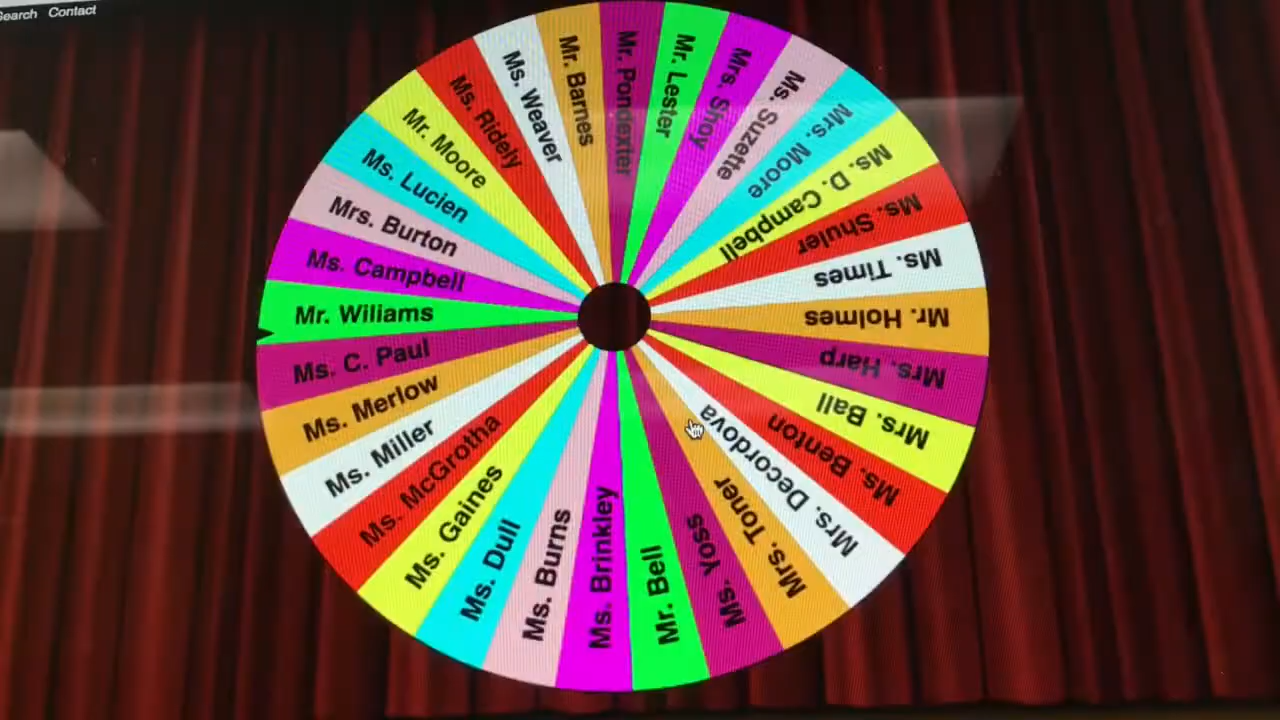 Search Contact
Mr. Pondexter
Mr. Lester
Mrs. Shoy
Ms. Suzette
Mrs. Moore
Ms. D. Campbell
Ms. Shuler
Ms. Times
Mr. Holmes
Mrs. Harp
Mrs. Ball
Ms. Benton
Mrs. Decordova
Mrs. Toner
Ms. Yoss
Mr. Bell
Ms. Brinkley
Ms. Burns
Ms. Dull
Ms. Gaines
Ms. McGrotha
Ms. Miller
Ms. Merlow
Ms. C. Paul
Mr. Wiliams
Ms. Campbell
Mrs. Burton
Ms. Lucien
Mr. Moore
Ms. Ridely
Ms. Weaver
Mr. Barnes